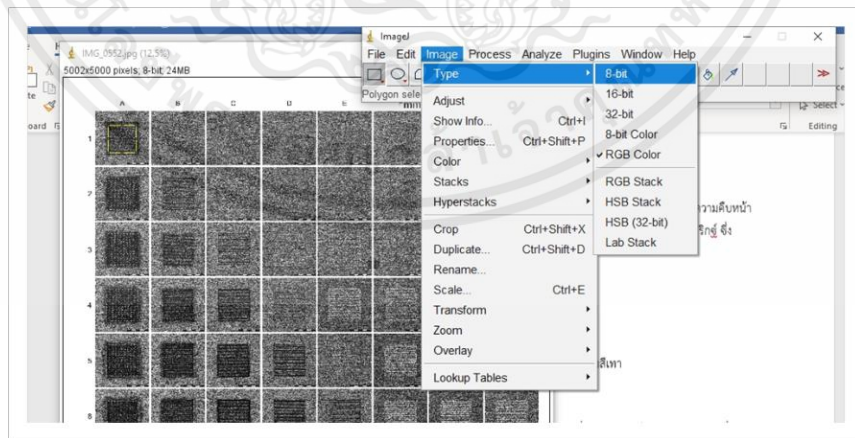 ImageJ
File Edit Image Process Analyze Plugins Window Help
IMG_0552.jpg (12.5%)
5002x5000 pixels; 8-bit; 24MB
Polygon sele
Type
Adjust
Show Info... Ctrl+I
Properties... Ctrl+Shift+P
Color
Stacks
Hyperstacks
Crop Ctrl+Shift+X
Duplicate... Ctrl+Shift+D
Rename...
Scale... Ctrl+E
Transform
Zoom
Overlay
Lookup Tables
8-bit
16-bit
32-bit
8-bit Color
RGB Color
RGB Stack
HSB Stack
HSB (32-bit)
Lab Stack
A B C D E
1
2
3
4
5
6
oard
Select
Editing
วามคืบหน้า
ริกฐ์ ซึ่ง
สีเทา